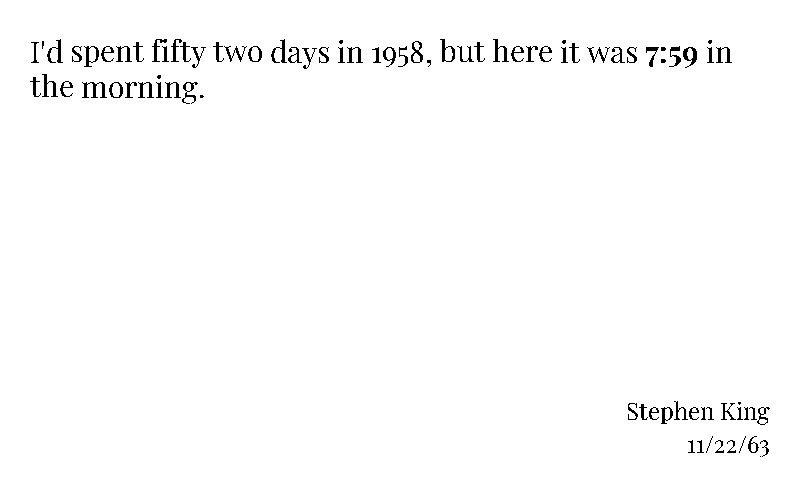 I'd spent fifty two days in 1958, but here it was 7:59 in
the morning.
Stephen King
11/22/63